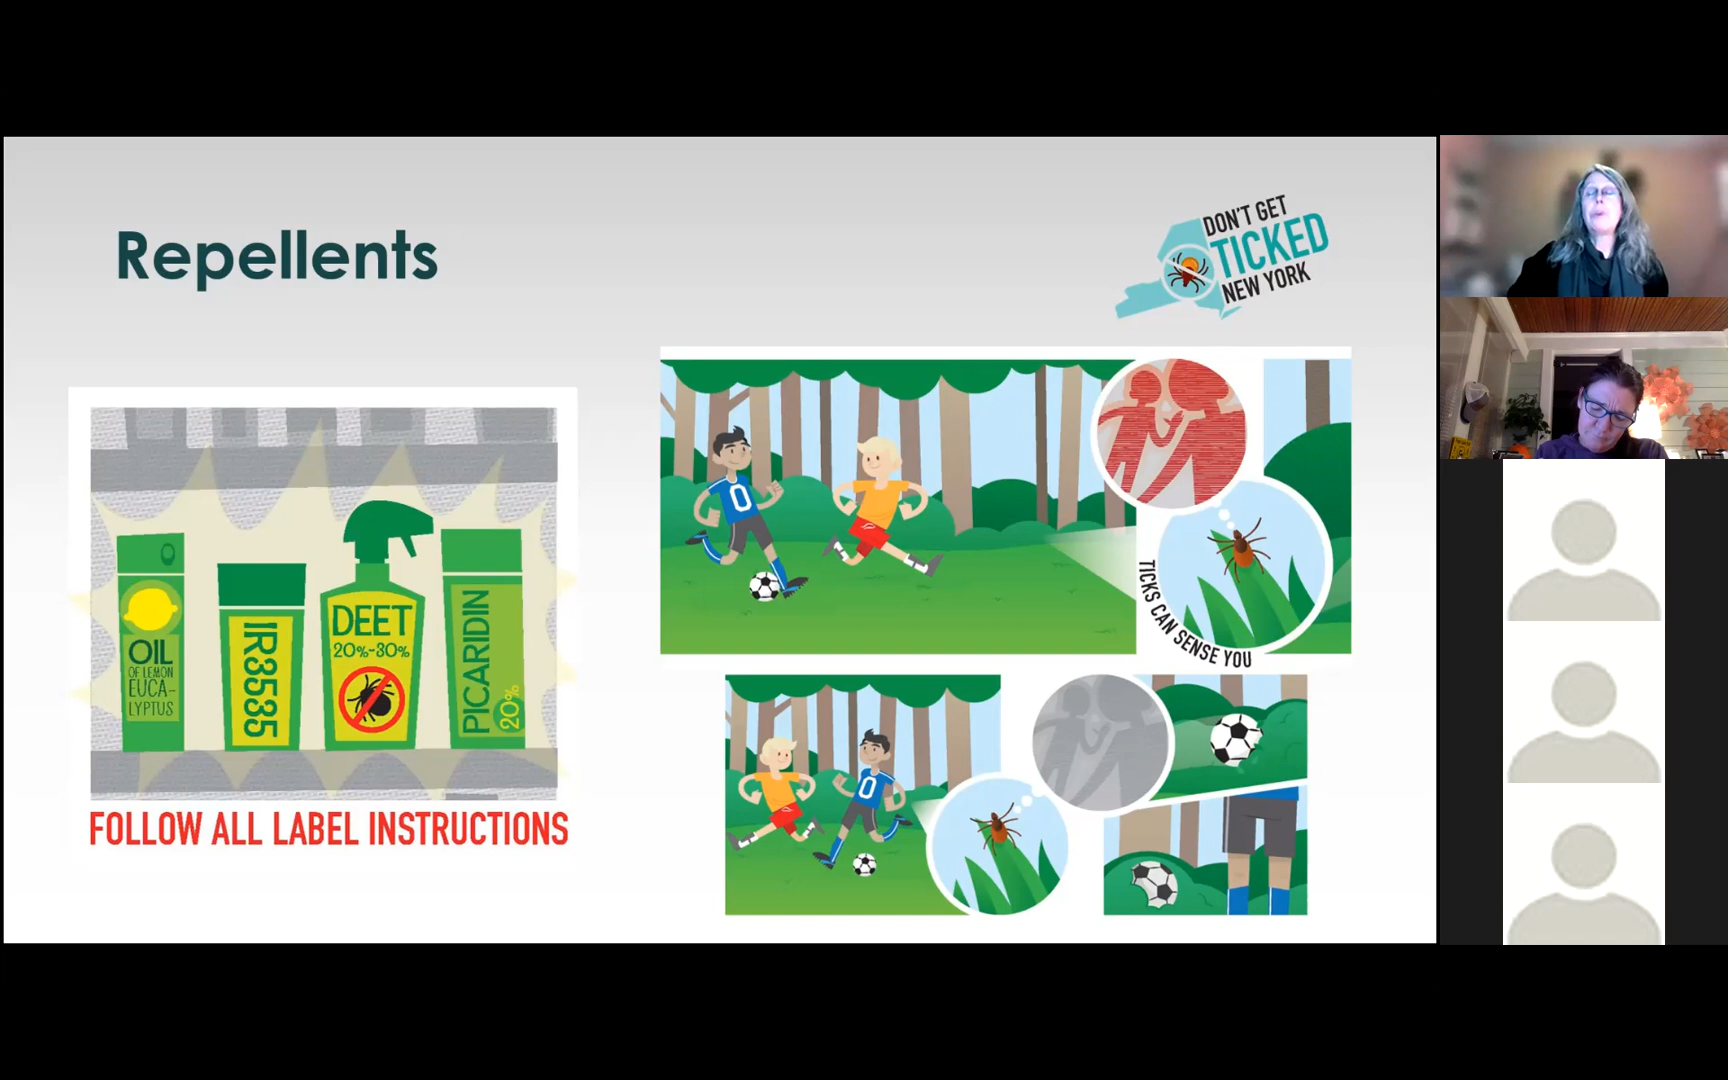 Repellents
DON'T GET
TICKED
NEW YORK
OIL
OF LEMON
EUCA-
LYPTUS
IR3535
DEET
20%-30%
PICARIDIN
20%
FOLLOW ALL LABEL INSTRUCTIONS
0
TICKS CAN SENSE YOU
0